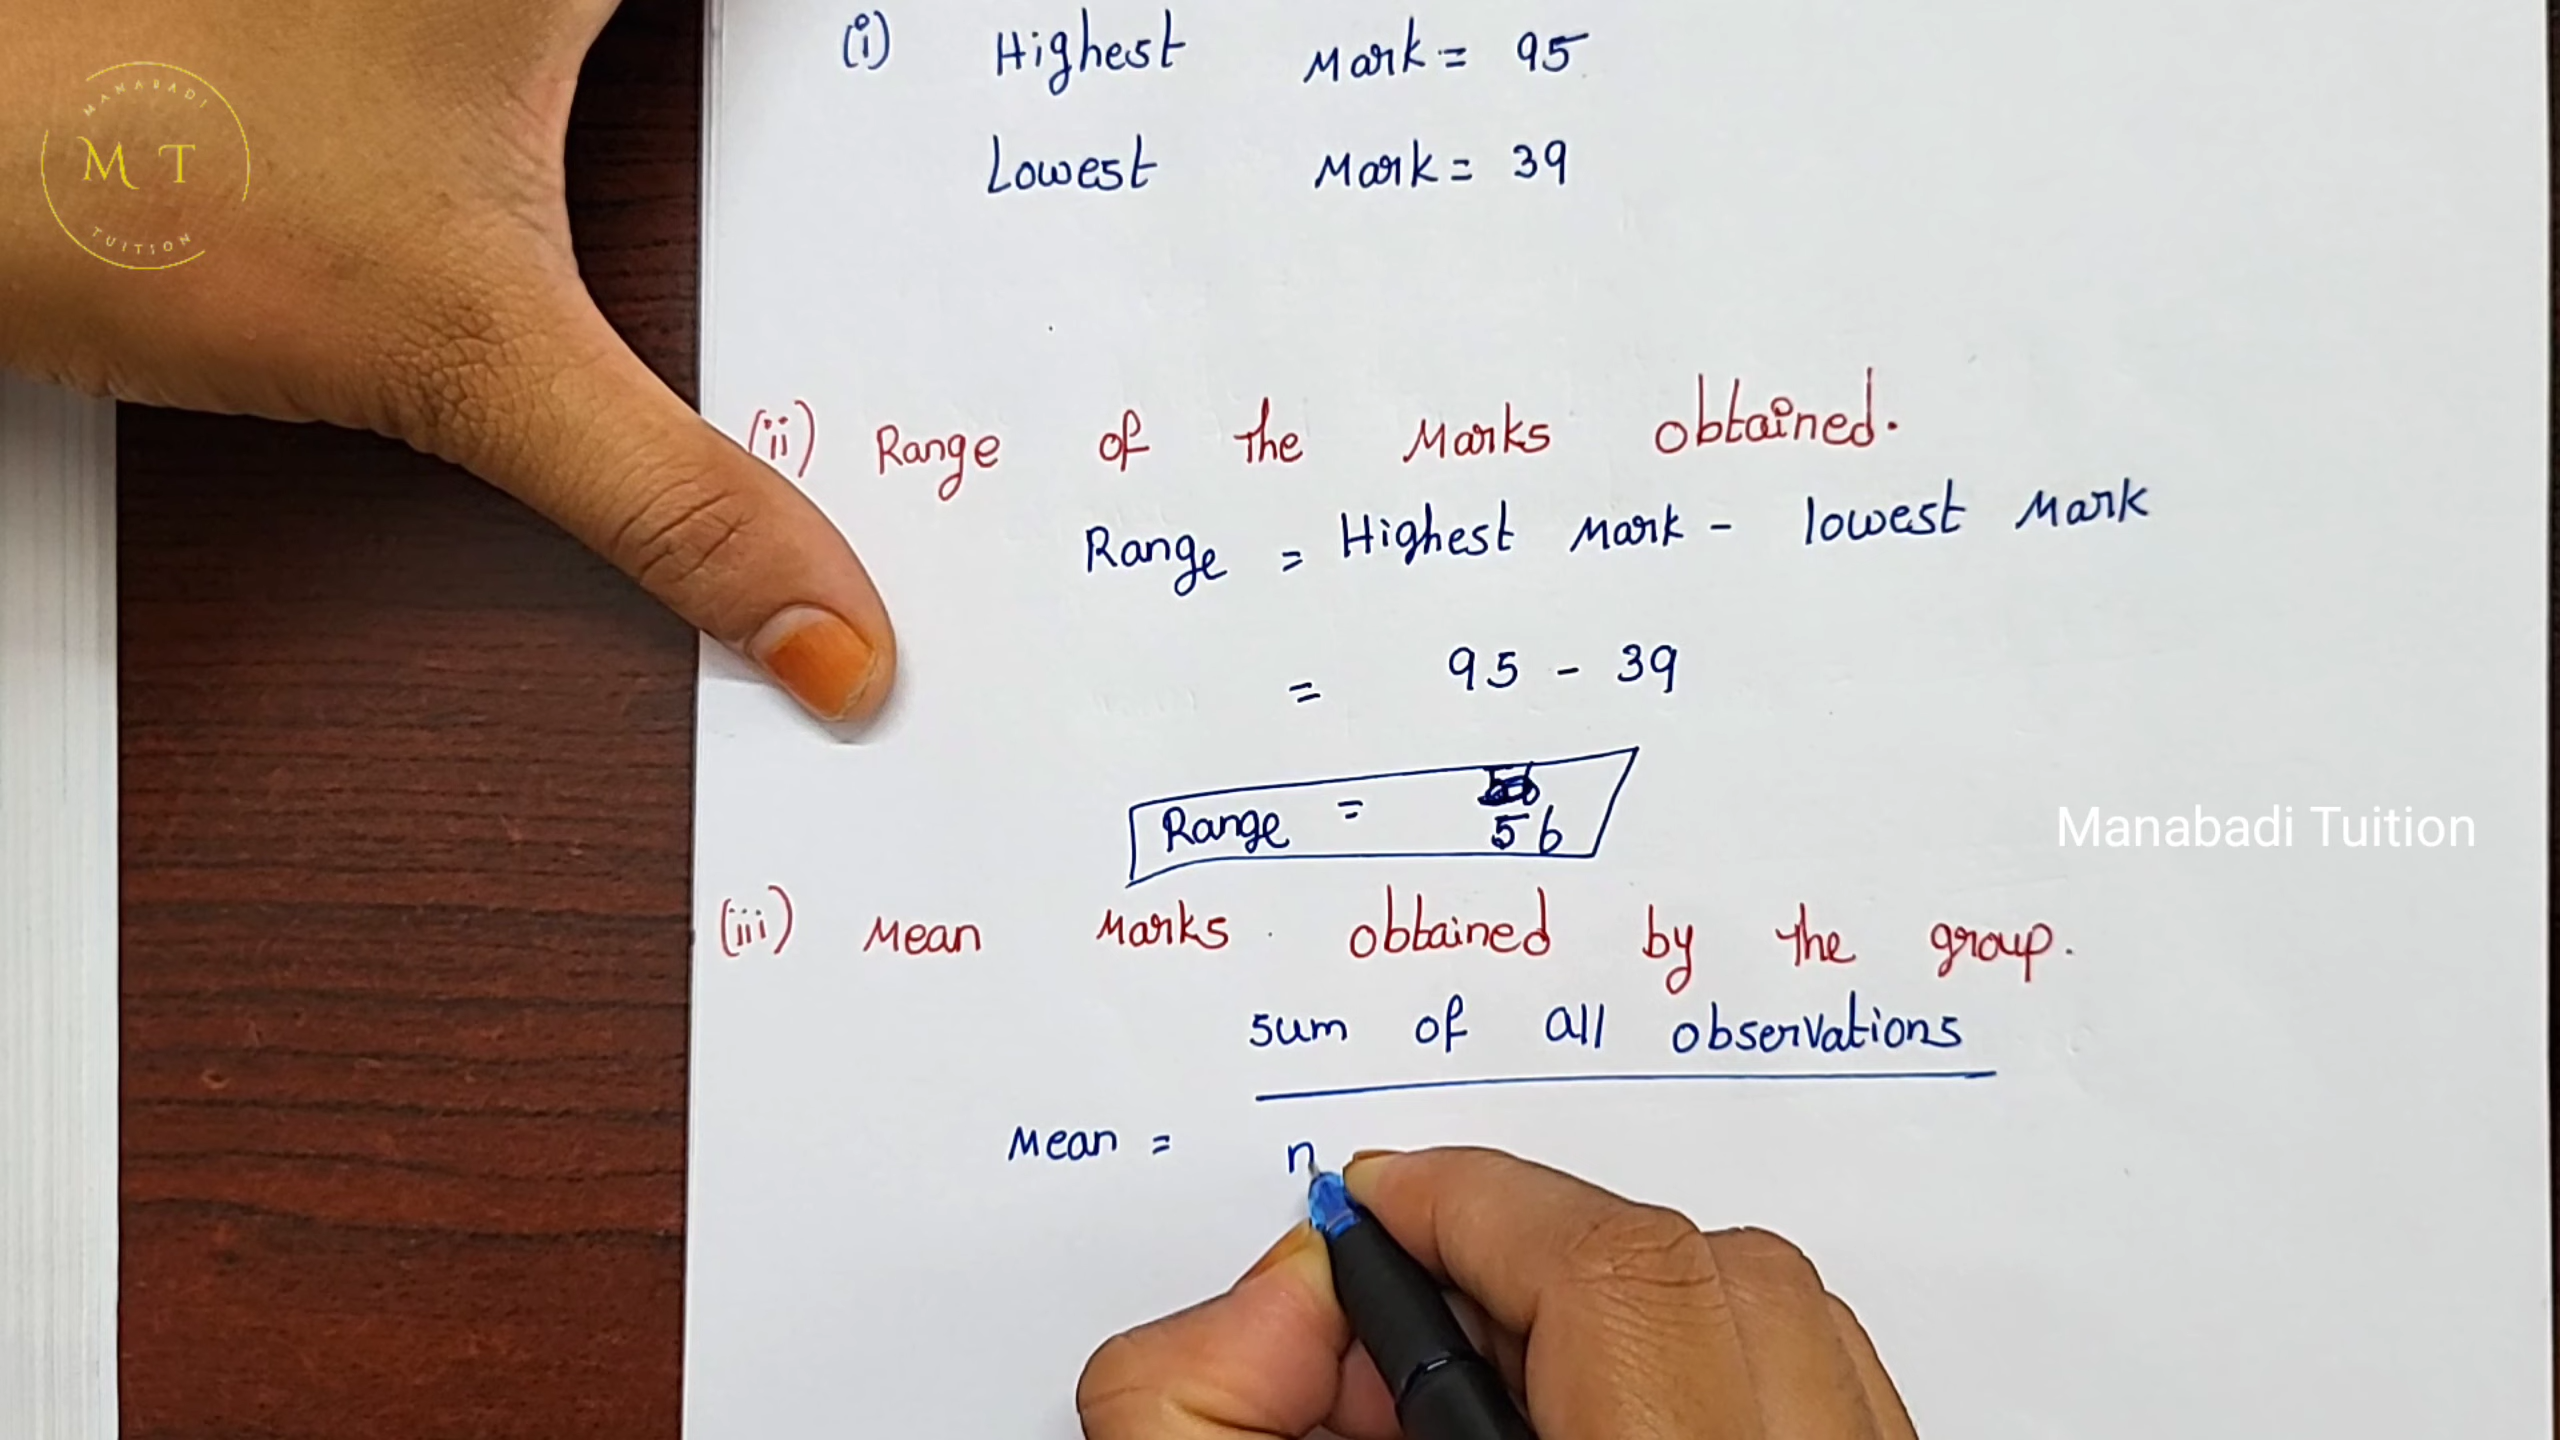 MANABADI
M T
TUITION
(i) Highest Mark = 95
Lowest Mark = 39
(ii) Range of the Marks obtained.
Range = Highest Mark - lowest Mark
= 95 - 39
Range = 56
Manabadi Tuition
(iii) Mean Marks obtained by the group.
sum of all observations
Mean = n